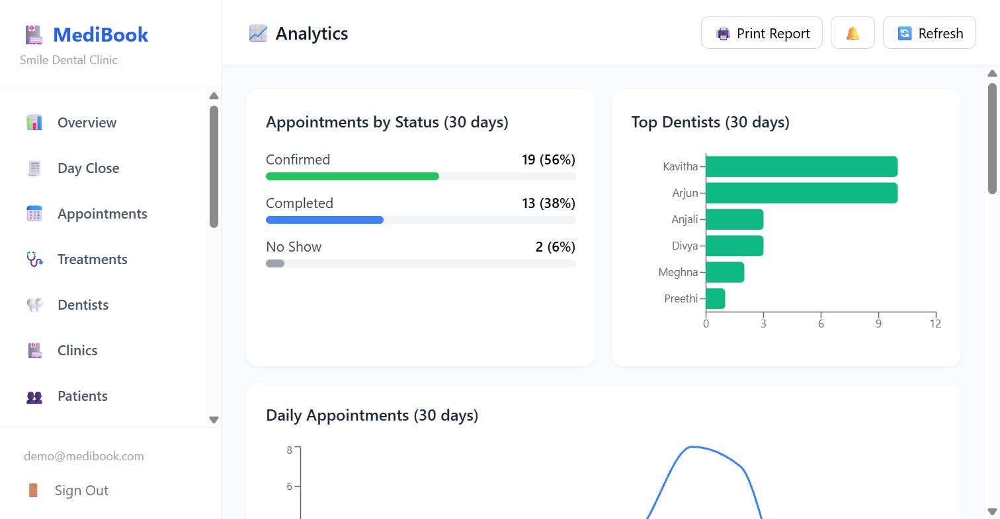 MediBook
Smile Dental Clinic
Overview
Day Close
Appointments
Treatments
Dentists
Clinics
Patients
demo@medibook.com
Sign Out
Analytics
Print Report
Refresh
Appointments by Status (30 days)
Confirmed 19 (56%)
Completed 13 (38%)
No Show 2 (6%)
Top Dentists (30 days)
Kavitha
Arjun
Anjali
Divya
Meghna
Preethi
0 3 6 9 12
Daily Appointments (30 days)
8
6